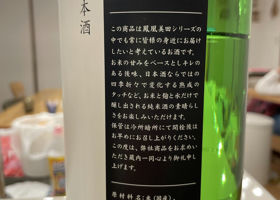 本酒
この商品は鳳凰美田シリーズの
中でも常に皆様の身近にお届け
したいと考えているお酒です。
お米の甘みをベースとしキレの
ある後味、日本酒ならではの
四季折々で変化する熟成の
タッチなど、お米と麹と水だけで
醸し出される純米酒の素晴らし
さをお楽しみいただけます。
保管は冷所暗所にて開栓後は
お早めにお召し上がりください。
この度は、弊社商品をお求めい
ただき蔵内一同心より御礼申し
上げます。
原材料名:米(国産)、